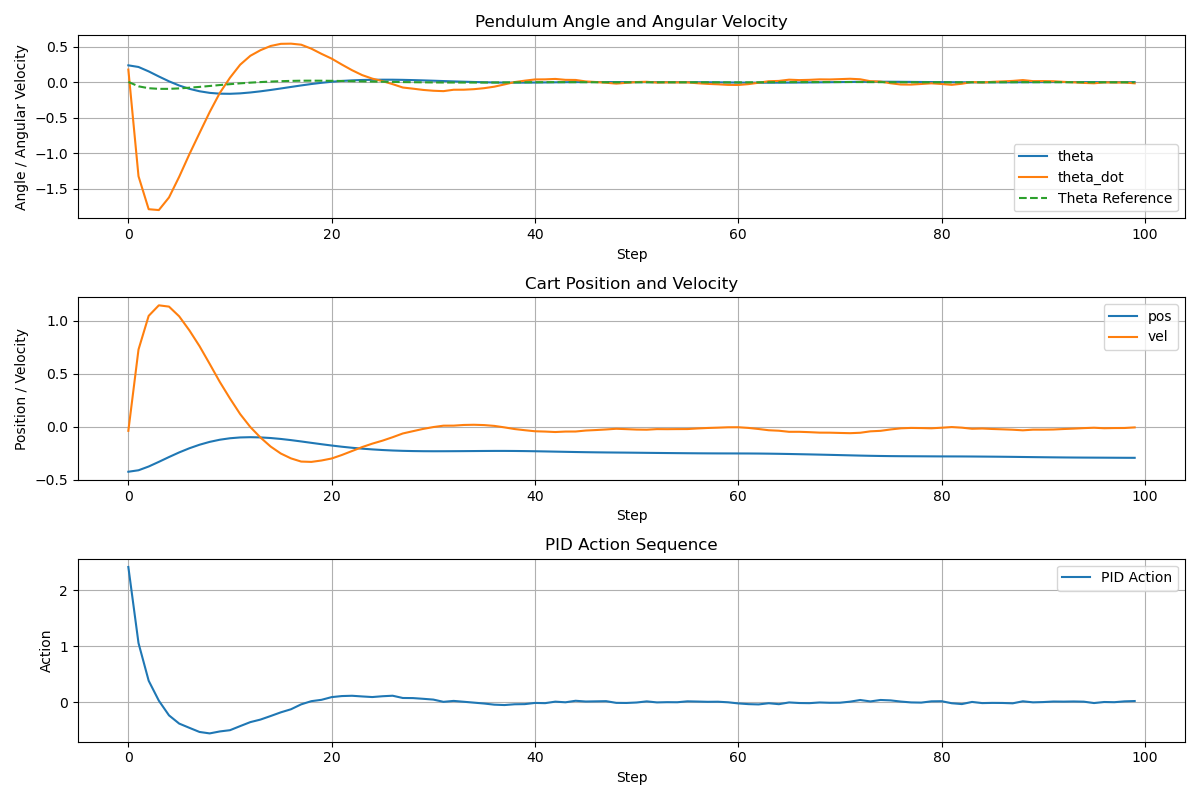 Pendulum Angle and Angular Velocity
Angle / Angular Velocity
0.5
0.0
−0.5
−1.0
−1.5
theta
theta_dot
Theta Reference
0 20 40 60 80 100
Step
Cart Position and Velocity
Position / Velocity
1.0
0.5
0.0
−0.5
pos
vel
0 20 40 60 80 100
Step
PID Action Sequence
Action
2
1
0
PID Action
0 20 40 60 80 100
Step